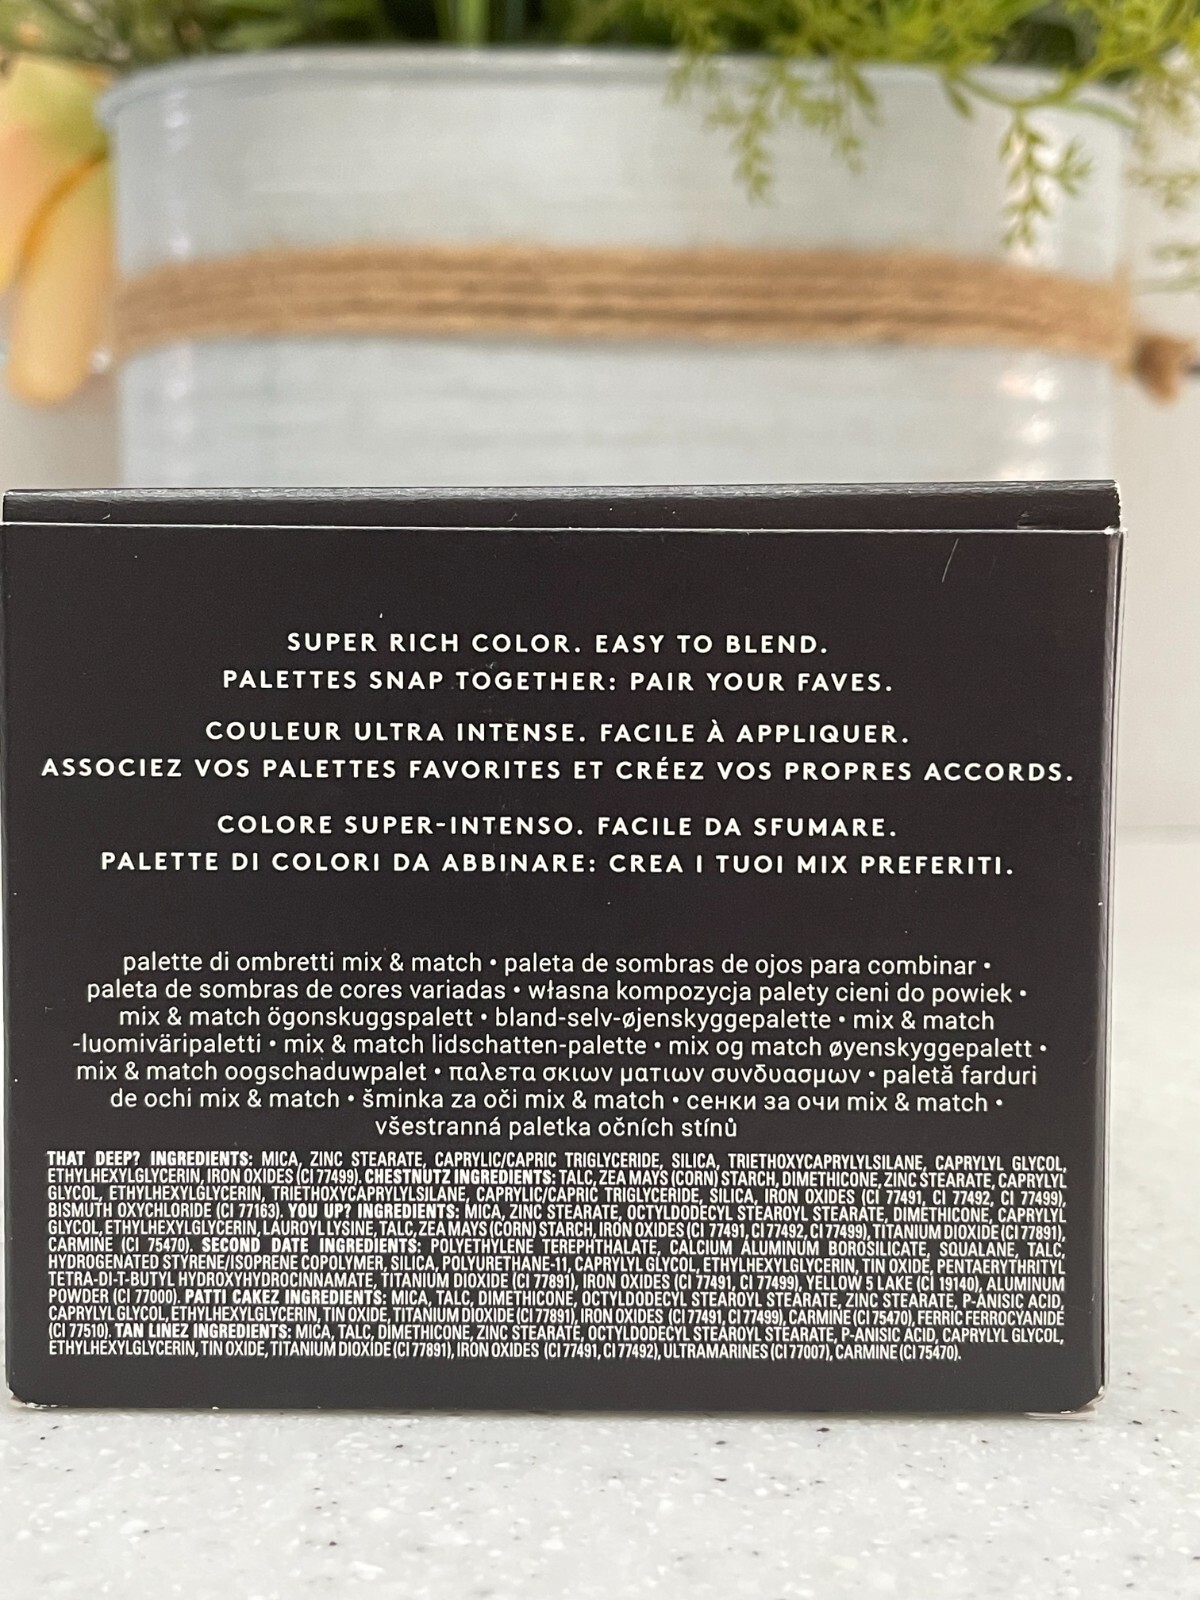 SUPER RICH COLOR. EASY TO BLEND.
PALETTES SNAP TOGETHER: PAIR YOUR FAVES.
COULEUR ULTRA INTENSE. FACILE À APPLIQUER.
ASSOCIEZ VOS PALETTES FAVORITES ET CRÉEZ VOS PROPRES ACCORDS.
COLORE SUPER-INTENSO. FACILE DA SFUMARE.
PALETTE DI COLORI DA ABBINARE: CREA I TUOI MIX PREFERITI.
palette di ombretti mix & match • paleta de sombras de ojos para combinar •
paleta de sombras de cores variadas • własna kompozycja palety cieni do powiek •
mix & match ögonskuggspalett • bland-selv-øjenskyggepalette • mix & match
-luomiväripaletti • mix & match lidschatten-palette • mix og match øyenskyggepalett •
mix & match oogschaduwpalet • παλετα σκιων ματιων συνδυασμων • paletă farduri
de ochi mix & match • šminka za oči mix & match • сенки за очи mix & match •
všestranná paletka očních stínů
THAT DEEP? INGREDIENTS: MICA, ZINC STEARATE, CAPRYLIC/CAPRIC TRIGLYCERIDE, SILICA, TRIETHOXYCAPRYLYLSILANE, CAPRYLYL GLYCOL,
ETHYLHEXYLGLYCERIN, IRON OXIDES (CI 77499). CHESTNUTZ INGREDIENTS: TALC, ZEA MAYS (CORN) STARCH, DIMETHICONE, ZINC STEARATE, CAPRYLYL
GLYCOL, ETHYLHEXYLGLYCERIN, TRIETHOXYCAPRYLYLSILANE, CAPRYLIC/CAPRIC TRIGLYCERIDE, SILICA, IRON OXIDES (CI 77491, CI 77492, CI 77499),
BISMUTH OXYCHLORIDE (CI 77163). YOU UP? INGREDIENTS: MICA, ZINC STEARATE, OCTYLDODECYL STEAROYL STEARATE, DIMETHICONE, CAPRYLYL
GLYCOL, ETHYLHEXYLGLYCERIN, LAUROYL LYSINE, TALC, ZEA MAYS (CORN) STARCH, IRON OXIDES (CI 77491, CI 77492, CI 77499), TITANIUM DIOXIDE (CI 77891),
CARMINE (CI 75470). SECOND DATE INGREDIENTS: POLYETHYLENE TEREPHTHALATE, CALCIUM ALUMINUM BOROSILICATE, SQUALANE, TALC,
HYDROGENATED STYRENE/ISOPRENE COPOLYMER, SILICA, POLYURETHANE-11, CAPRYLYL GLYCOL, ETHYLHEXYLGLYCERIN, TIN OXIDE, PENTAERYTHRITYL
TETRA-DI-T-BUTYL HYDROXYHYDROCINNAMATE, TITANIUM DIOXIDE (CI 77891), IRON OXIDES (CI 77491, CI 77499), YELLOW 5 LAKE (CI 19140), ALUMINUM
POWDER (CI 77000). PATTI CAKEZ INGREDIENTS: MICA, TALC, DIMETHICONE, OCTYLDODECYL STEAROYL STEARATE, ZINC STEARATE, P-ANISIC ACID,
CAPRYLYL GLYCOL, ETHYLHEXYLGLYCERIN, TIN OXIDE, TITANIUM DIOXIDE (CI 77891), IRON OXIDES (CI 77491, CI 77499), CARMINE (CI 75470), FERRIC FERROCYANIDE
(CI 77510). TAN LINEZ INGREDIENTS: MICA, TALC, DIMETHICONE, ZINC STEARATE, OCTYLDODECYL STEAROYL STEARATE, P-ANISIC ACID, CAPRYLYL GLYCOL,
ETHYLHEXYLGLYCERIN, TIN OXIDE, TITANIUM DIOXIDE (CI 77891), IRON OXIDES (CI 77491, CI 77492), ULTRAMARINES (CI 77007), CARMINE (CI 75470).